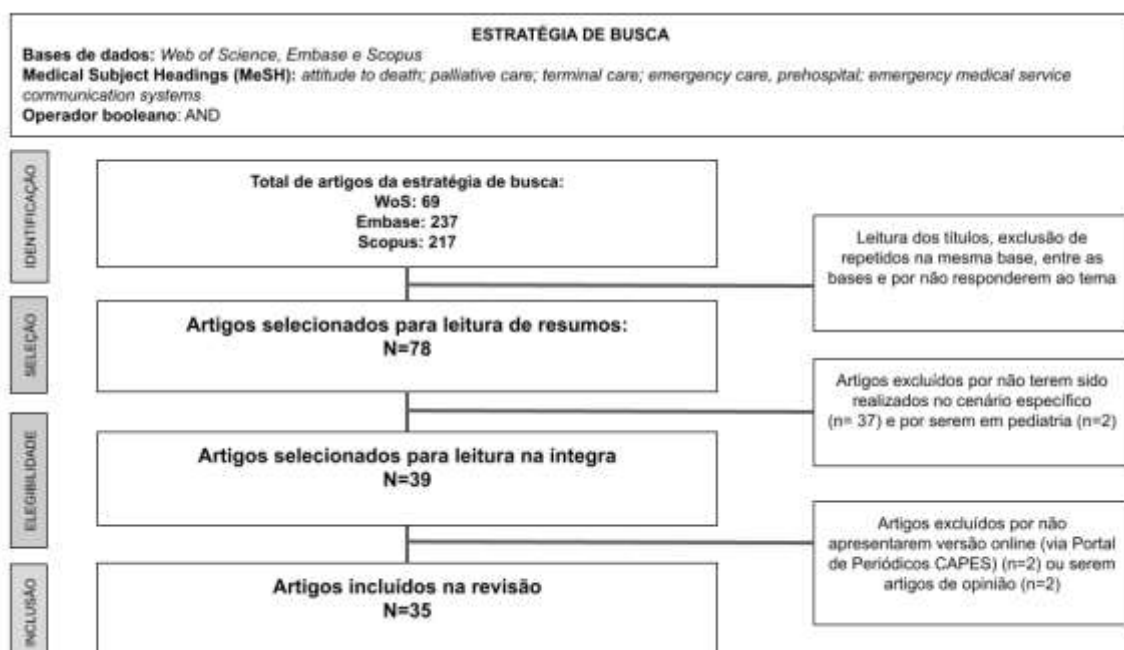 ESTRATÉGIA DE BUSCA
Bases de dados: Web of Science, Embase e Scopus
Medical Subject Headings (MeSH): attitude to death; palliative care; terminal care; emergency care, prehospital; emergency medical service
communication systems
Operador booleano: AND
IDENTIFICAÇÃO
Total de artigos da estratégia de busca:
WoS: 69
Embase: 237
Scopus: 217
Leitura dos títulos, exclusão de
repetidos na mesma base, entre as
bases e por não responderem ao tema
SELEÇÃO
Artigos selecionados para leitura de resumos:
N=78
Artigos excluídos por não terem sido
realizados no cenário específico
(n= 37) e por serem em pediatria (n=2)
ELEGIBILIDADE
Artigos selecionados para leitura na íntegra
N=39
Artigos excluídos por não
apresentarem versão online (via Portal
de Periódicos CAPES) (n=2) ou serem
artigos de opinião (n=2)
INCLUSÃO
Artigos incluídos na revisão
N=35